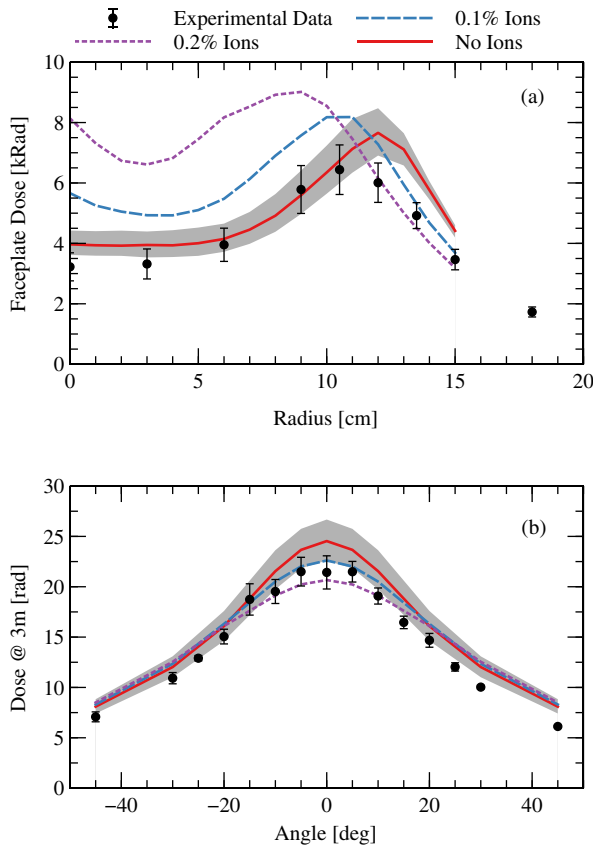 Experimental Data 0.1% Ions
0.2% Ions No Ions
10
8
6
4
2
0
Faceplate Dose [kRad]
(a)
0 5 10 15 20
Radius [cm]
30
25
20
15
10
5
0
Dose @ 3m [rad]
(b)
−40 −20 0 20 40
Angle [deg]